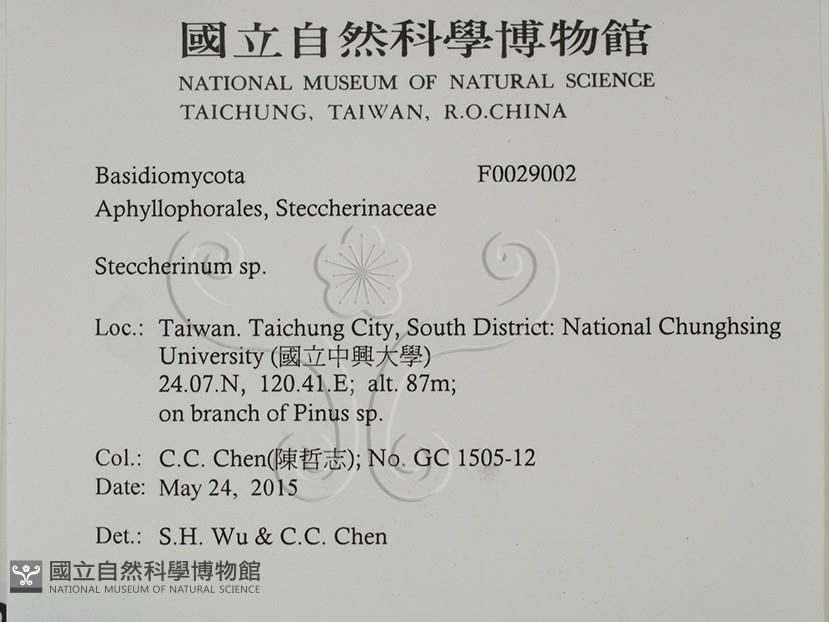 國立自然科學博物館
NATIONAL MUSEUM OF NATURAL SCIENCE
TAICHUNG, TAIWAN, R.O.CHINA
Basidiomycota F0029002
Aphyllophorales, Steccherinaceae
Steccherinum sp.
Loc.: Taiwan. Taichung City, South District: National Chunghsing
University (國立中興大學)
24.07.N, 120.41.E; alt. 87m;
on branch of Pinus sp.
Col.: C.C. Chen(陳哲志); No. GC 1505-12
Date: May 24, 2015
Det.: S.H. Wu & C.C. Chen
國立自然科學博物館
NATIONAL MUSEUM OF NATURAL SCIENCE